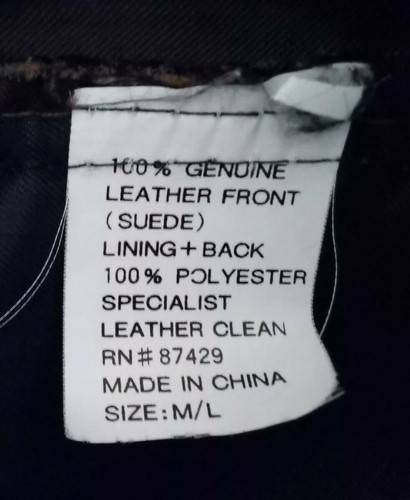 100% GENUINE
LEATHER FRONT
(SUEDE)
LINING+BACK
100% POLYESTER
SPECIALIST
LEATHER CLEAN
RN#87429
MADE IN CHINA
SIZE:M/L